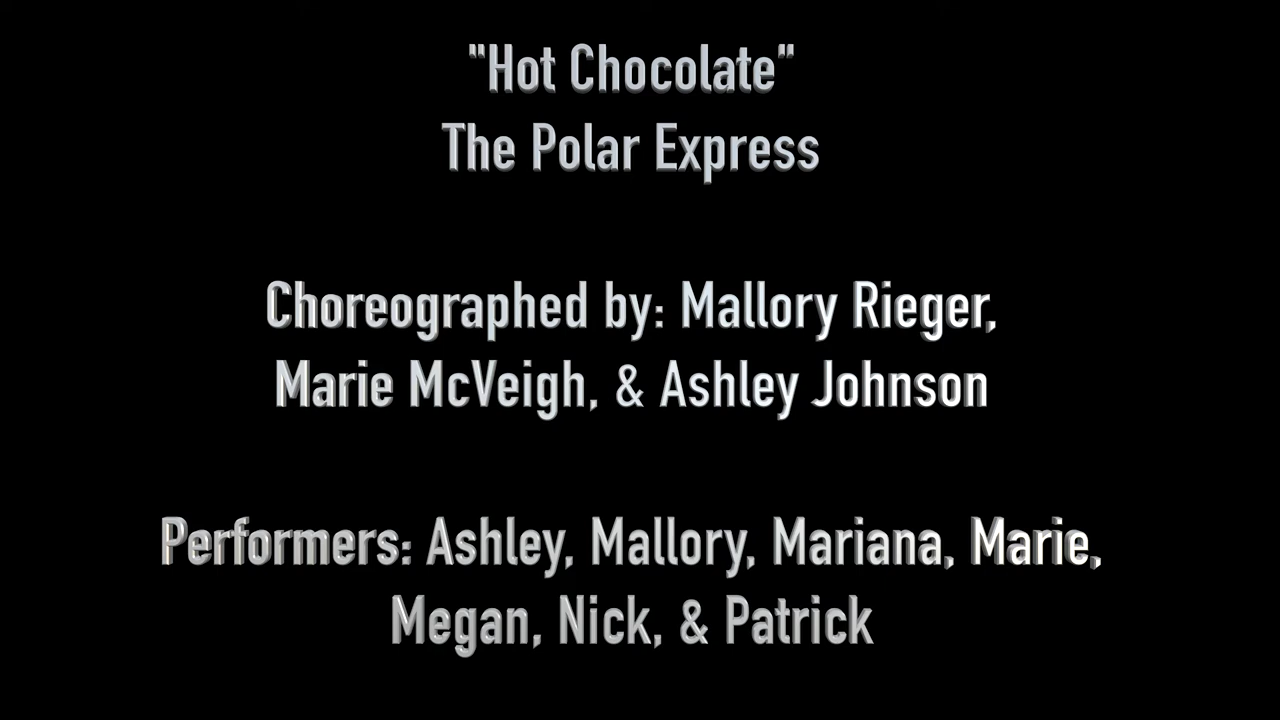 "Hot Chocolate"
The Polar Express
Choreographed by: Mallory Rieger,
Marie McVeigh, & Ashley Johnson
Performers: Ashley, Mallory, Mariana, Marie,
Megan, Nick, & Patrick